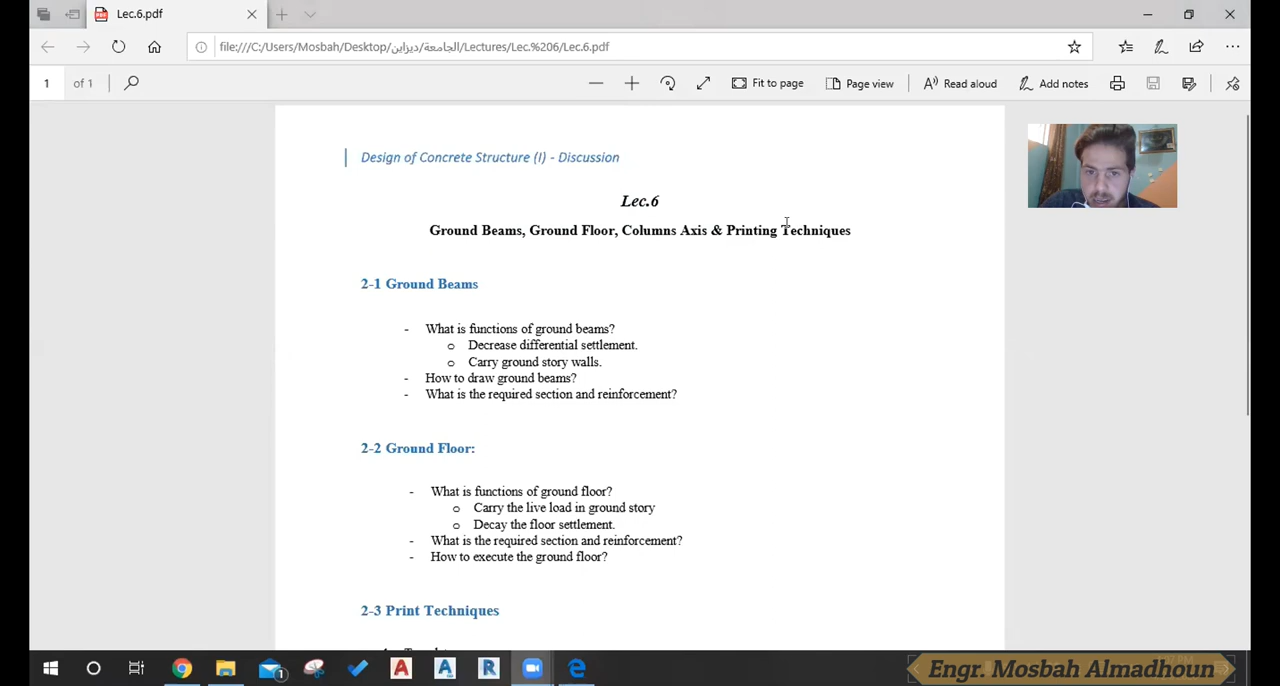 Lec.6.pdf
file:///C:/Users/Mosbah/Desktop/ديزاين/الجامعة/Lectures/Lec.%206/Lec.6.pdf
1 of 1
Fit to page
Page view
Read aloud
Add notes
Design of Concrete Structure (I) - Discussion
Lec.6
Ground Beams, Ground Floor, Columns Axis & Printing Techniques
2-1 Ground Beams
- What is functions of ground beams?
o Decrease differential settlement.
o Carry ground story walls.
- How to draw ground beams?
- What is the required section and reinforcement?
2-2 Ground Floor:
- What is functions of ground floor?
o Carry the live load in ground story
o Decay the floor settlement.
- What is the required section and reinforcement?
- How to execute the ground floor?
2-3 Print Techniques
Engr. Mosbah Almadhoun